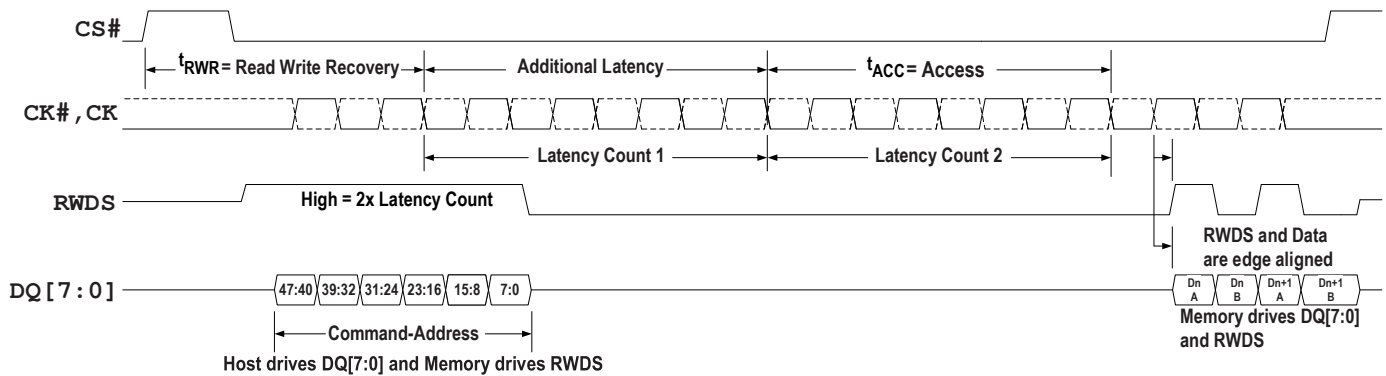 CS#
tRWR= Read Write Recovery
Additional Latency
tACC= Access
CK#,CK
Latency Count 1
Latency Count 2
RWDS
High = 2x Latency Count
RWDS and Data
are edge aligned
DQ[7:0]
47:40 39:32 31:24 23:16 15:8 7:0
Dn A
Dn B
Dn+1 A
Dn+1 B
Command-Address
Memory drives DQ[7:0]
and RWDS
Host drives DQ[7:0] and Memory drives RWDS